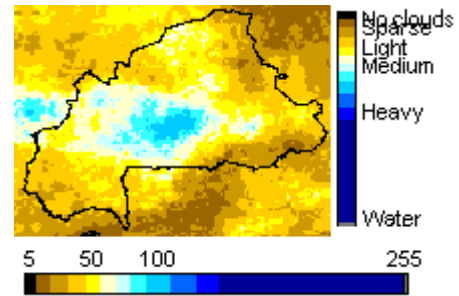 No clouds
Sparse
Light
Medium
Heavy
Water
5 50 100 255